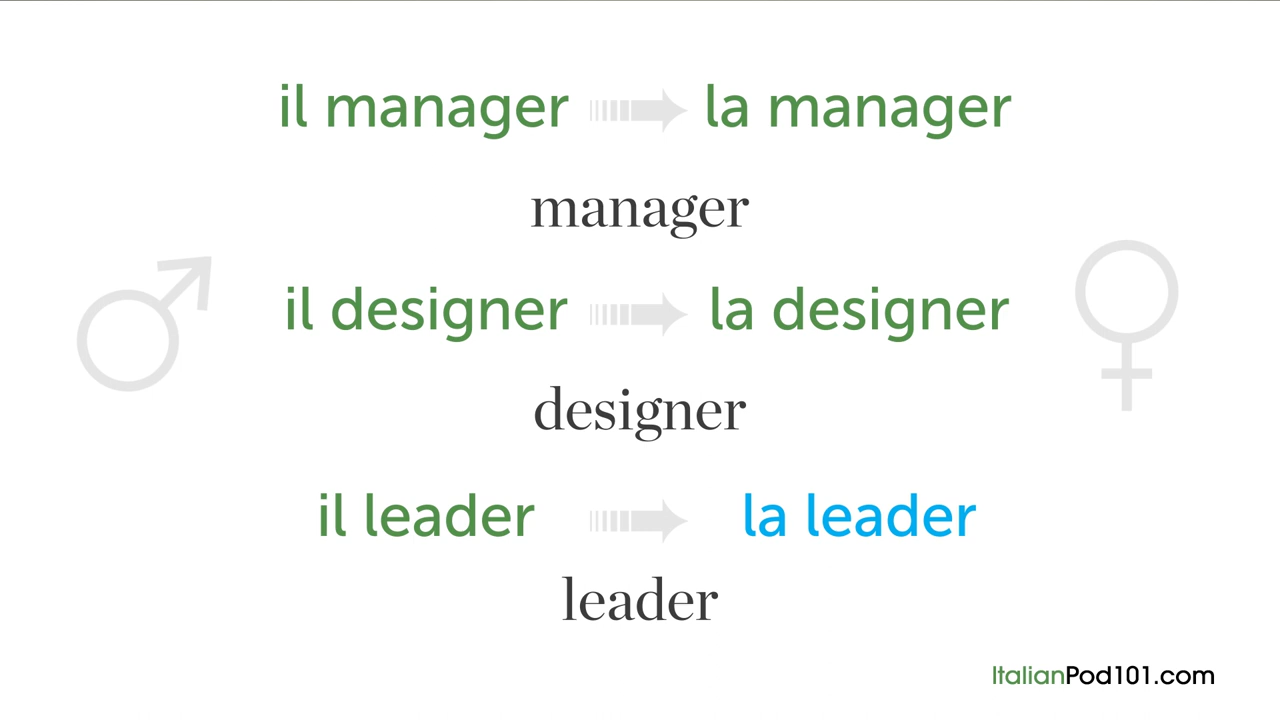 il manager la manager
manager
il designer la designer
designer
il leader la leader
leader
ItalianPod101.com